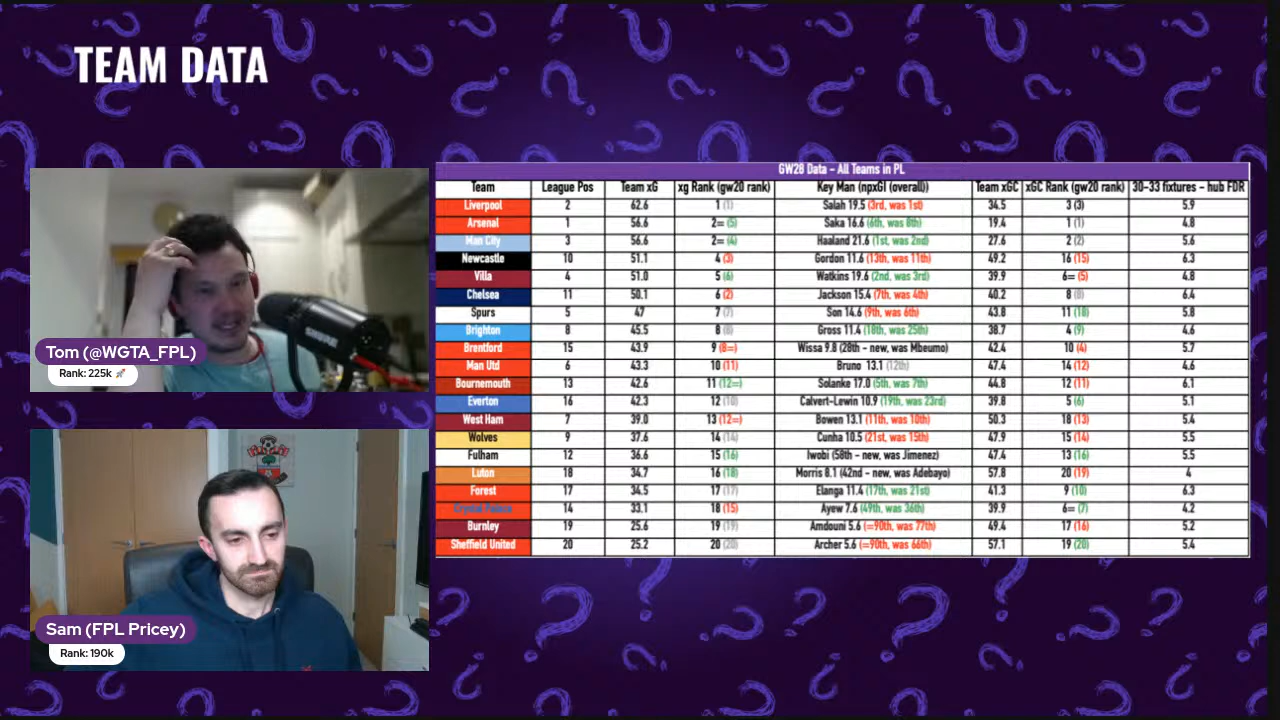 TEAM DATA
GW28 Data - All Teams in PL
Team League Pos Team xG xg Rank (gw20 rank) Key Man (npxGI (overall) Team xGC xGC Rank (gw20 rank) 30-33 fixtures - hub FDR
Liverpool 2 62.6 1 (1) Salah 19.5 (3rd, was 1st) 34.5 3 (3) 5.9
Arsenal 1 56.6 2= (5) Saka 16.6 (6th, was 8th) 19.4 1 (1) 4.8
Man City 3 56.6 2= (4) Haaland 21.6 (1st, was 2nd) 27.6 2 (2) 5.6
Newcastle 10 51.1 4 (3) Gordon 11.6 (13th, was 11th) 49.2 16 (15) 6.3
Villa 4 51.0 5 (6) Watkins 19.6 (2nd, was 3rd) 39.9 6= (5) 4.8
Chelsea 11 50.1 6 (2) Jackson 15.4 (7th, was 4th) 40.2 8 (8) 6.4
Spurs 5 47 7 (7) Son 14.6 (9th, was 6th) 43.8 11 (18) 5.8
Brighton 8 45.5 8 (8) Gross 11.4 (18th, was 25th) 38.7 4 (9) 4.6
Brentford 15 43.9 9 (8=) Wissa 9.8 (28th - new, was Mbeumo) 42.4 10 (4) 5.7
Man Utd 6 43.3 10 (11) Bruno 13.1 (12th) 47.4 14 (12) 4.6
Bournemouth 13 42.6 11 (12=) Solanke 17.0 (5th, was 7th) 44.8 12 (11) 6.1
Everton 16 42.3 12 (10) Calvert-Lewin 10.9 (19th, was 23rd) 39.8 5 (6) 5.1
West Ham 7 39.0 13 (12=) Bowen 13.1 (11th, was 10th) 50.3 18 (13) 5.4
Wolves 9 37.6 14 (14) Cunha 10.5 (21st, was 15th) 47.9 15 (14) 5.5
Fulham 12 36.6 15 (16) Iwobi (58th - new, was Jimenez) 47.4 13 (16) 5.5
Luton 18 34.7 16 (18) Morris 8.1 (42nd - new, was Adebayo) 57.8 20 (19) 4
Forest 17 34.5 17 (17) Elanga 11.4 (17th, was 21st) 41.3 9 (10) 6.3
Crystal Palace 14 33.1 18 (15) Ayew 7.6 (49th, was 36th) 39.9 6= (7) 4.2
Burnley 19 25.6 19 (19) Amdouni 5.6 (=90th, was 77th) 49.4 17 (16) 5.2
Sheffield United 20 25.2 20 (20) Archer 5.6 (=90th, was 66th) 57.1 19 (20) 5.4
Tom (@WGTA_FPL)
Rank: 225k 🚀
Sam (FPL Pricey)
Rank: 190k